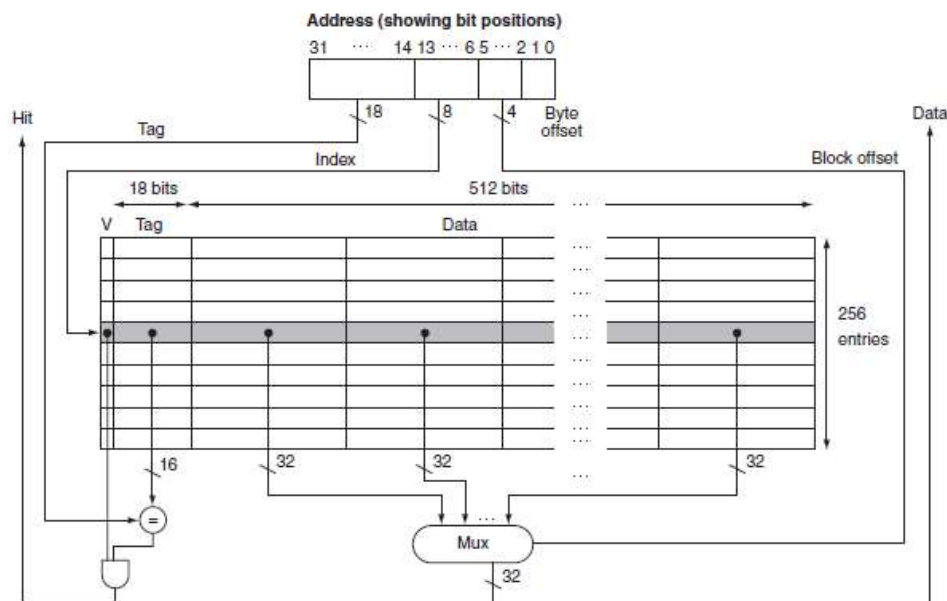 Address (showing bit positions)
31 ... 14 13 ... 6 5 ... 2 1 0
Hit
18
8
4
Byte
offset
Data
Tag
Index
Block offset
18 bits
512 bits
...
V
Tag
Data
...
...
...
...
...
256
entries
...
...
...
...
...
16
32
32
...
32
=
...
Mux
32